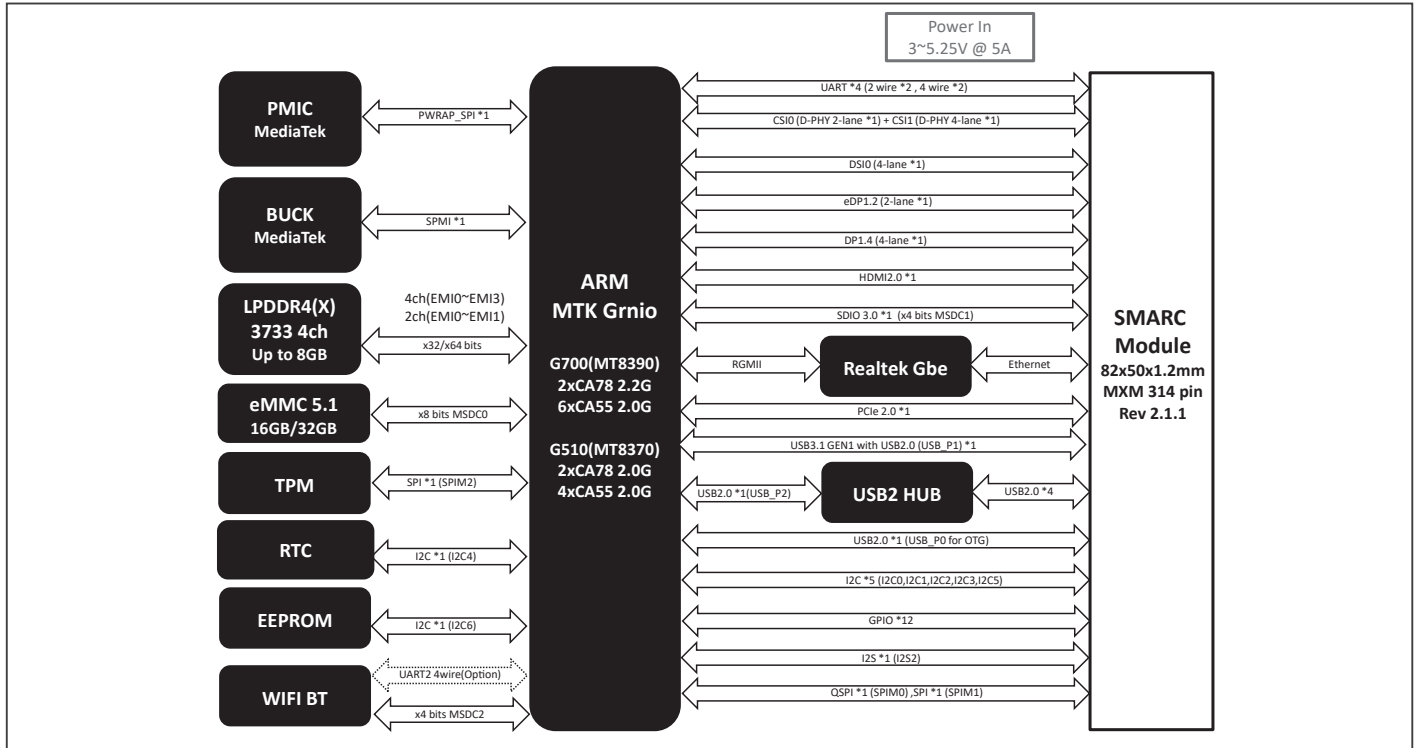 Power In
3~5.25V @ 5A
PMIC
MediaTek
PWRAP_SPI *1
BUCK
MediaTek
SPMI *1
LPDDR4(X)
3733 4ch
Up to 8GB
4ch(EMI0~EMI3)
2ch(EMI0~EMI1)
x32/x64 bits
eMMC 5.1
16GB/32GB
x8 bits MSDC0
TPM
SPI *1 (SPIM2)
RTC
I2C *1 (I2C4)
EEPROM
I2C *1 (I2C6)
WIFI BT
UART2 4wire(Option)
x4 bits MSDC2
ARM
MTK Grnio
G700(MT8390)
2xCA78 2.2G
6xCA55 2.0G
G510(MT8370)
2xCA78 2.0G
4xCA55 2.0G
UART *4 (2 wire *2 , 4 wire *2)
CSI0 (D-PHY 2-lane *1) + CSI1 (D-PHY 4-lane *1)
DSI0 (4-lane *1)
eDP1.2 (2-lane *1)
DP1.4 (4-lane *1)
HDMI2.0 *1
SDIO 3.0 *1 (x4 bits MSDC1)
RGMII
Realtek Gbe
Ethernet
PCIe 2.0 *1
USB3.1 GEN1 with USB2.0 (USB_P1) *1
USB2.0 *1(USB_P2)
USB2 HUB
USB2.0 *4
USB2.0 *1 (USB_P0 for OTG)
I2C *5 (I2C0,I2C1,I2C2,I2C3,I2C5)
GPIO *12
I2S *1 (I2S2)
QSPI *1 (SPIM0) ,SPI *1 (SPIM1)
SMARC
Module
82x50x1.2mm
MXM 314 pin
Rev 2.1.1